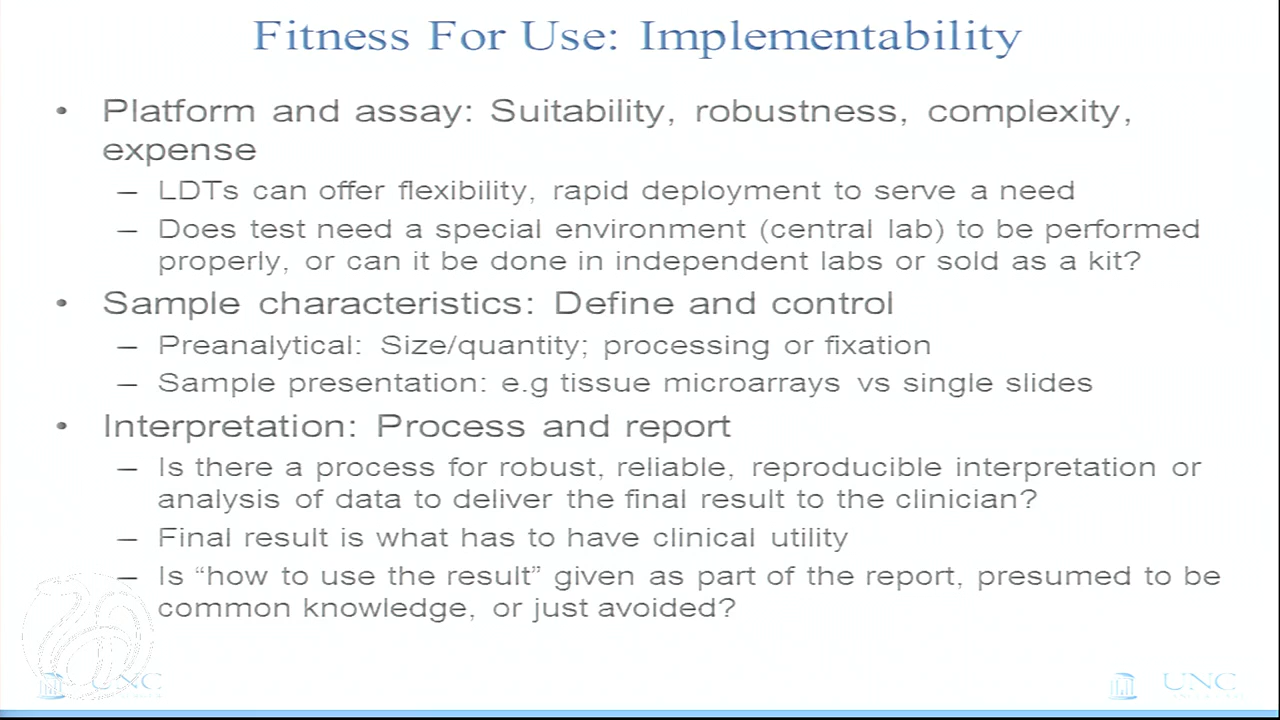 Fitness For Use: Implementability
• Platform and assay: Suitability, robustness, complexity,
expense
– LDTs can offer flexibility, rapid deployment to serve a need
– Does test need a special environment (central lab) to be performed
properly, or can it be done in independent labs or sold as a kit?
• Sample characteristics: Define and control
– Preanalytical: Size/quantity; processing or fixation
– Sample presentation: e.g tissue microarrays vs single slides
• Interpretation: Process and report
– Is there a process for robust, reliable, reproducible interpretation or
analysis of data to deliver the final result to the clinician?
– Final result is what has to have clinical utility
– Is “how to use the result” given as part of the report, presumed to be
common knowledge, or just avoided?
UNC
UNC